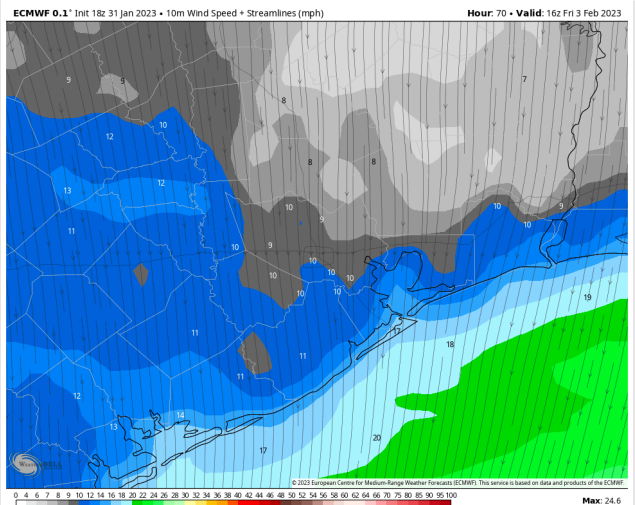 ECMWF 0.1° Init 18z 31 Jan 2023 • 10m Wind Speed + Streamlines (mph) Hour: 70 • Valid: 16z Fri 3 Feb 2023
9 9 7
8
12 10
8 8
13 12
10 9 10 9
11 10
10 9
10 10 10 10
10 10
19
11 17
18
11
11
12
14
13
20
17
© 2023 European Centre for Medium-Range Weather Forecasts (ECMWF). This service is based on data and products of the ECMWF.
0 4 6 7 8 9 10 12 14 16 18 20 22 24 26 28 30 32 34 36 38 40 42 44 46 48 50 52 54 56 58 60 62 64 66 68 70 75 80 85 90 95 100 Max: 24.6